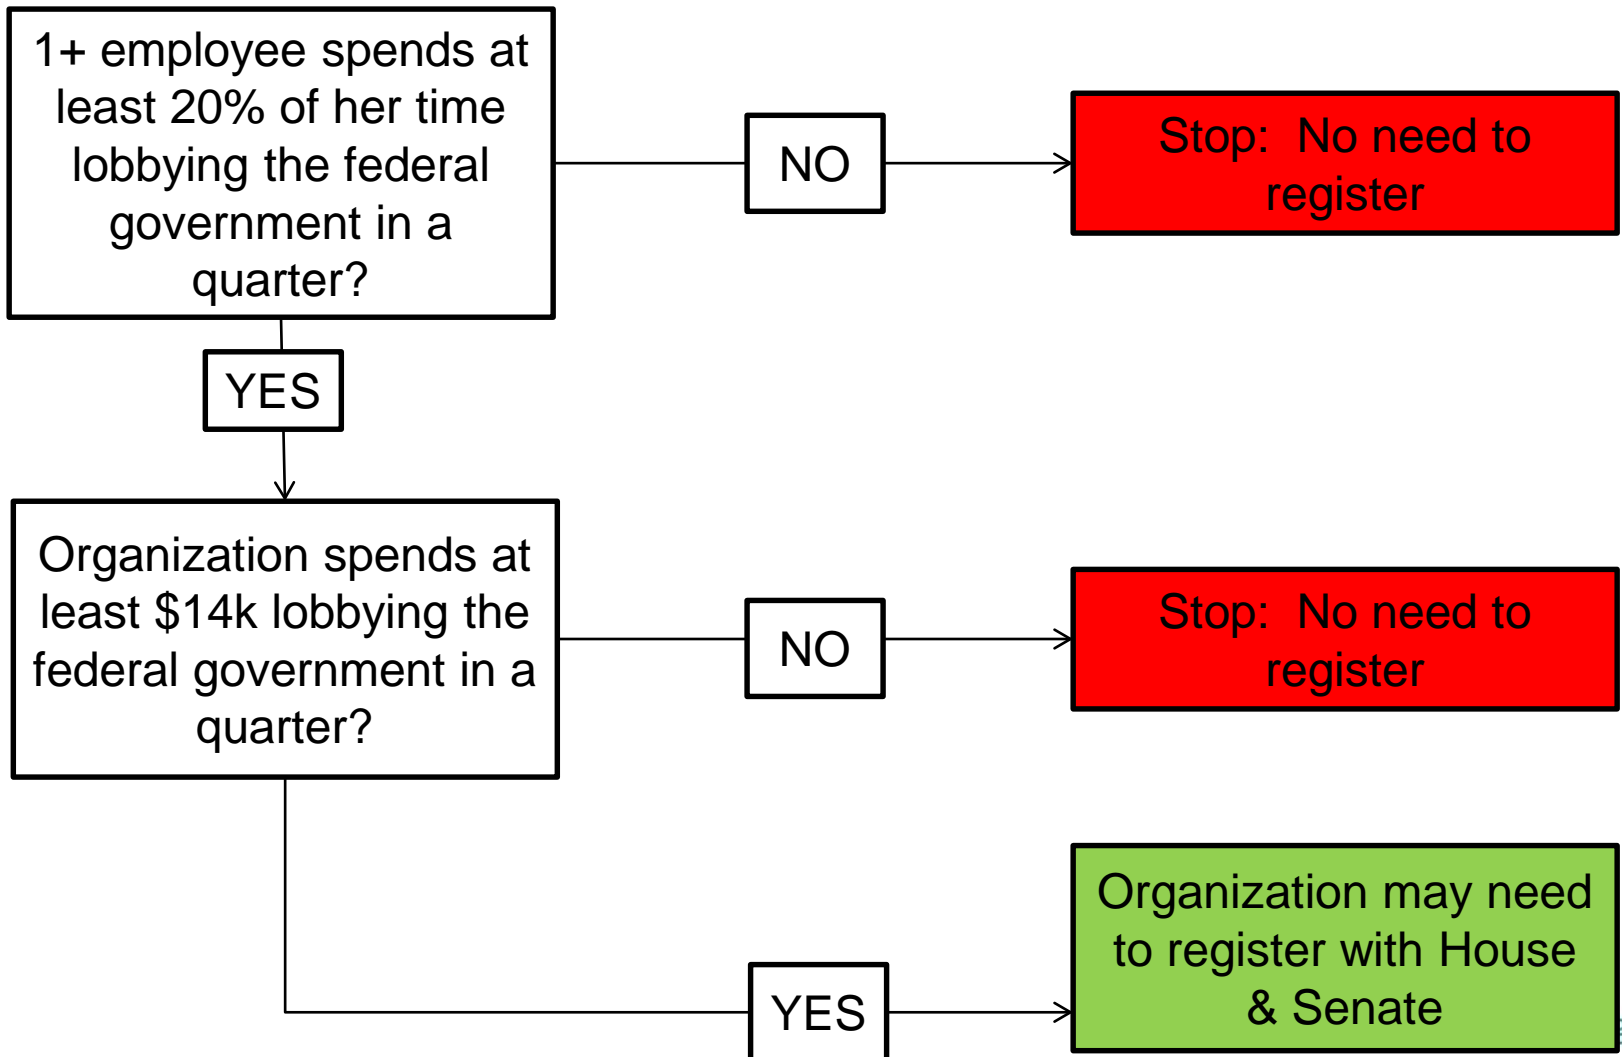 1+ employee spends at
least 20% of her time
lobbying the federal
government in a
quarter?
NO
Stop:  No need to
register
YES
Organization spends at
least $14k lobbying the
federal government in a
quarter?
NO
Stop:  No need to
register
YES
Organization may need
to register with House
& Senate